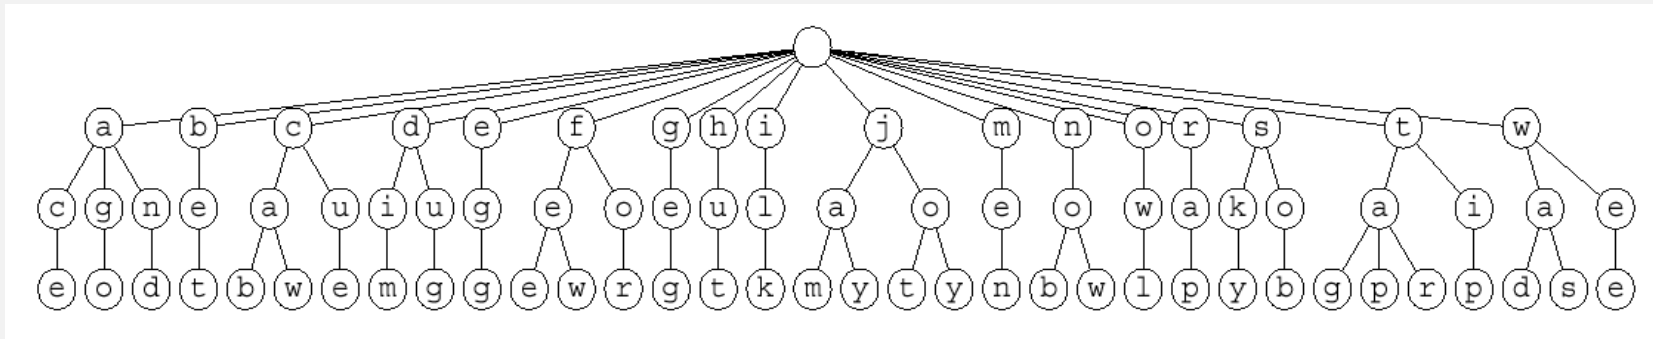 a b c d e f g h i j m n o r s t w
c g n e a u i u g e o e u l a o e o w a k o a i a e
e o d t b w e m g g e w r g t k m y t y n b w l p y b g p r p d s e